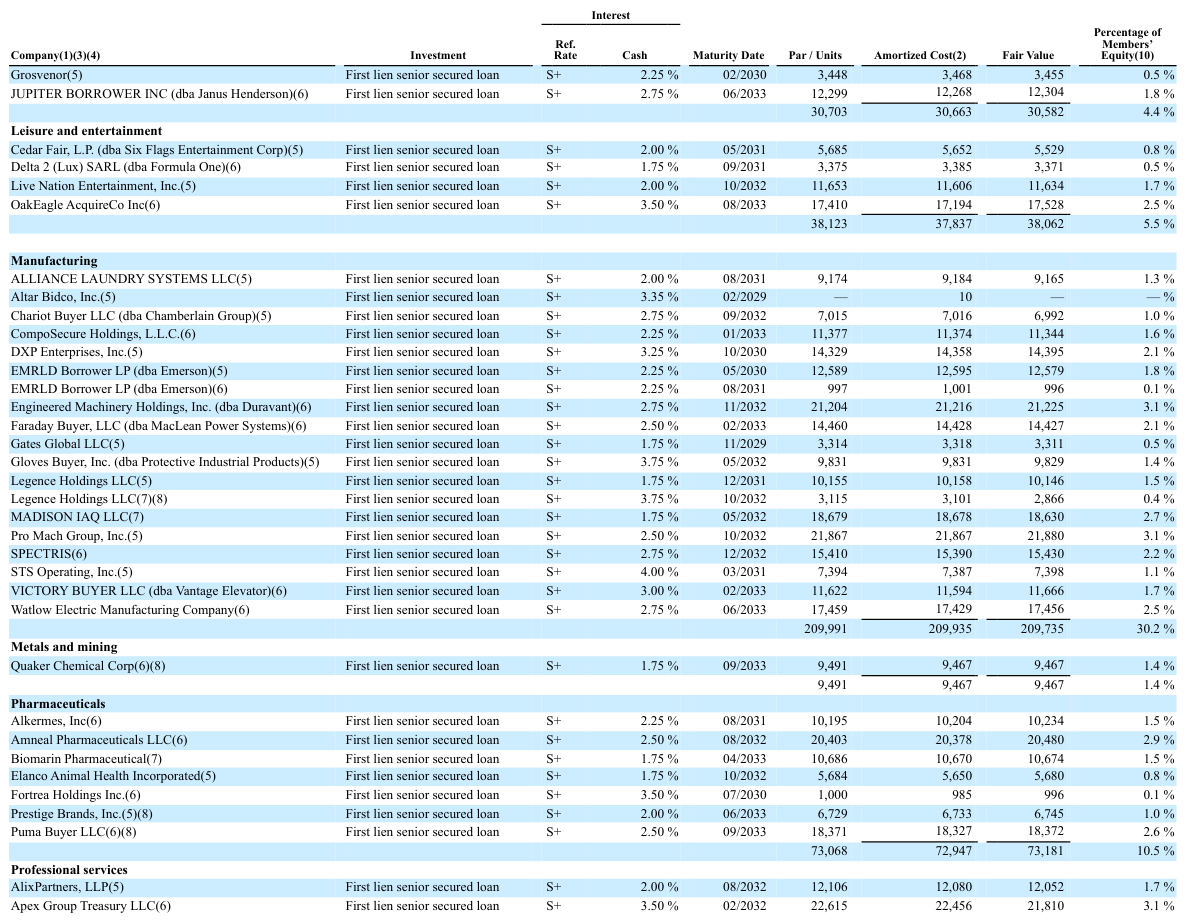 Interest
Company(1)(3)(4) Investment Ref. Rate Cash Maturity Date Par / Units Amortized Cost(2) Fair Value Percentage of Members' Equity(10)
Grosvenor(5) First lien senior secured loan S+ 2.25 % 02/2030 3,448 3,468 3,455 0.5 %
JUPITER BORROWER INC (dba Janus Henderson)(6) First lien senior secured loan S+ 2.75 % 06/2033 12,299 12,268 12,304 1.8 %
30,703 30,663 30,582 4.4 %
Leisure and entertainment
Cedar Fair, L.P. (dba Six Flags Entertainment Corp)(5) First lien senior secured loan S+ 2.00 % 05/2031 5,685 5,652 5,529 0.8 %
Delta 2 (Lux) SARL (dba Formula One)(6) First lien senior secured loan S+ 1.75 % 09/2031 3,375 3,385 3,371 0.5 %
Live Nation Entertainment, Inc.(5) First lien senior secured loan S+ 2.00 % 10/2032 11,653 11,606 11,634 1.7 %
OakEagle AcquireCo Inc(6) First lien senior secured loan S+ 3.50 % 08/2033 17,410 17,194 17,528 2.5 %
38,123 37,837 38,062 5.5 %
Manufacturing
ALLIANCE LAUNDRY SYSTEMS LLC(5) First lien senior secured loan S+ 2.00 % 08/2031 9,174 9,184 9,165 1.3 %
Altar Bidco, Inc.(5) First lien senior secured loan S+ 3.35 % 02/2029 — 10 — — %
Chariot Buyer LLC (dba Chamberlain Group)(5) First lien senior secured loan S+ 2.75 % 09/2032 7,015 7,016 6,992 1.0 %
CompoSecure Holdings, L.L.C.(6) First lien senior secured loan S+ 2.25 % 01/2033 11,377 11,374 11,344 1.6 %
DXP Enterprises, Inc.(5) First lien senior secured loan S+ 3.25 % 10/2030 14,329 14,358 14,395 2.1 %
EMRLD Borrower LP (dba Emerson)(5) First lien senior secured loan S+ 2.25 % 05/2030 12,589 12,595 12,579 1.8 %
EMRLD Borrower LP (dba Emerson)(6) First lien senior secured loan S+ 2.25 % 08/2031 997 1,001 996 0.1 %
Engineered Machinery Holdings, Inc. (dba Duravant)(6) First lien senior secured loan S+ 2.75 % 11/2032 21,204 21,216 21,225 3.1 %
Faraday Buyer, LLC (dba MacLean Power Systems)(6) First lien senior secured loan S+ 2.50 % 02/2033 14,460 14,428 14,427 2.1 %
Gates Global LLC(5) First lien senior secured loan S+ 1.75 % 11/2029 3,314 3,318 3,311 0.5 %
Gloves Buyer, Inc. (dba Protective Industrial Products)(5) First lien senior secured loan S+ 3.75 % 05/2032 9,831 9,831 9,829 1.4 %
Legence Holdings LLC(5) First lien senior secured loan S+ 1.75 % 12/2031 10,155 10,158 10,146 1.5 %
Legence Holdings LLC(7)(8) First lien senior secured loan S+ 3.75 % 10/2032 3,115 3,101 2,866 0.4 %
MADISON IAQ LLC(7) First lien senior secured loan S+ 1.75 % 05/2032 18,679 18,678 18,630 2.7 %
Pro Mach Group, Inc.(5) First lien senior secured loan S+ 2.50 % 10/2032 21,867 21,867 21,880 3.1 %
SPECTRIS(6) First lien senior secured loan S+ 2.75 % 12/2032 15,410 15,390 15,430 2.2 %
STS Operating, Inc.(5) First lien senior secured loan S+ 4.00 % 03/2031 7,394 7,387 7,398 1.1 %
VICTORY BUYER LLC (dba Vantage Elevator)(6) First lien senior secured loan S+ 3.00 % 02/2033 11,622 11,594 11,666 1.7 %
Watlow Electric Manufacturing Company(6) First lien senior secured loan S+ 2.75 % 06/2033 17,459 17,429 17,456 2.5 %
209,991 209,935 209,735 30.2 %
Metals and mining
Quaker Chemical Corp(6)(8) First lien senior secured loan S+ 1.75 % 09/2033 9,491 9,467 9,467 1.4 %
9,491 9,467 9,467 1.4 %
Pharmaceuticals
Alkermes, Inc(6) First lien senior secured loan S+ 2.25 % 08/2031 10,195 10,204 10,234 1.5 %
Amneal Pharmaceuticals LLC(6) First lien senior secured loan S+ 2.50 % 08/2032 20,403 20,378 20,480 2.9 %
Biomarin Pharmaceutical(7) First lien senior secured loan S+ 1.75 % 04/2033 10,686 10,670 10,674 1.5 %
Elanco Animal Health Incorporated(5) First lien senior secured loan S+ 1.75 % 10/2032 5,684 5,650 5,680 0.8 %
Fortrea Holdings Inc.(6) First lien senior secured loan S+ 3.50 % 07/2030 1,000 985 996 0.1 %
Prestige Brands, Inc.(5)(8) First lien senior secured loan S+ 2.00 % 06/2033 6,729 6,733 6,745 1.0 %
Puma Buyer LLC(6)(8) First lien senior secured loan S+ 2.50 % 09/2033 18,371 18,327 18,372 2.6 %
73,068 72,947 73,181 10.5 %
Professional services
AlixPartners, LLP(5) First lien senior secured loan S+ 2.00 % 08/2032 12,106 12,080 12,052 1.7 %
Apex Group Treasury LLC(6) First lien senior secured loan S+ 3.50 % 02/2032 22,615 22,456 21,810 3.1 %